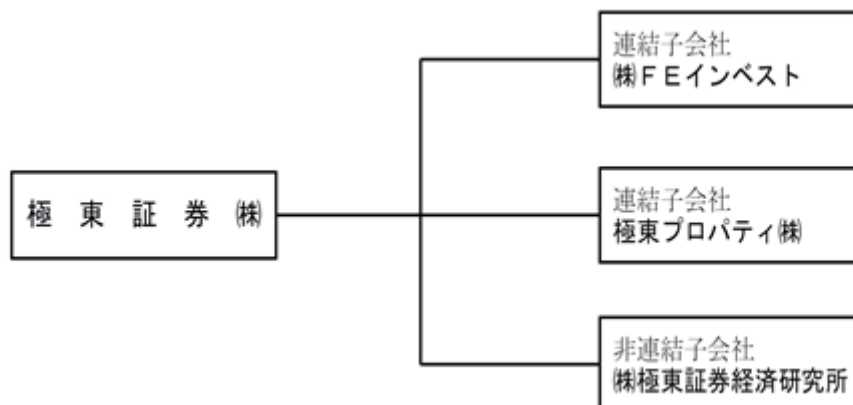 連結子会社
㈱ＦＥインベスト
極東証券㈱
連結子会社
極東プロパティ㈱
非連結子会社
㈱極東証券経済研究所